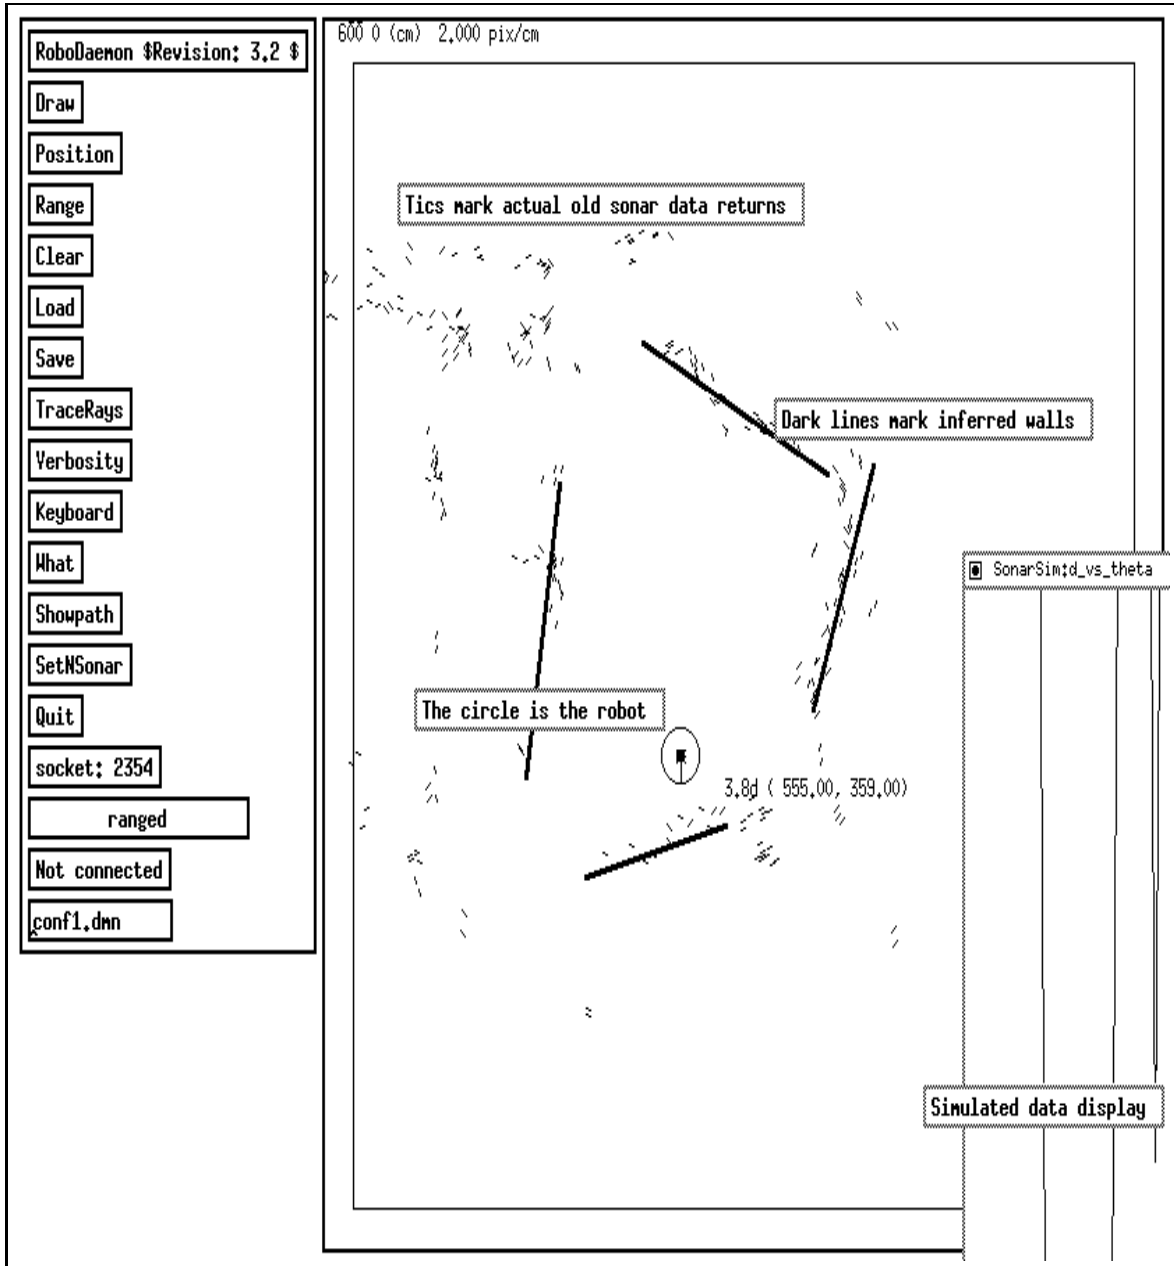 RoboDaemon $Revision: 3.2 $
Draw
Position
Range
Clear
Load
Save
TraceRays
Verbosity
Keyboard
What
Showpath
SetNSonar
Quit
socket: 2354
ranged
Not connected
conf1.dmn
600 0 (cm) 2.000 pix/cm
Tics mark actual old sonar data returns
Dark lines mark inferred walls
SonarSim:d_vs_theta
The circle is the robot
3.8d ( 555.00, 359.00)
Simulated data display